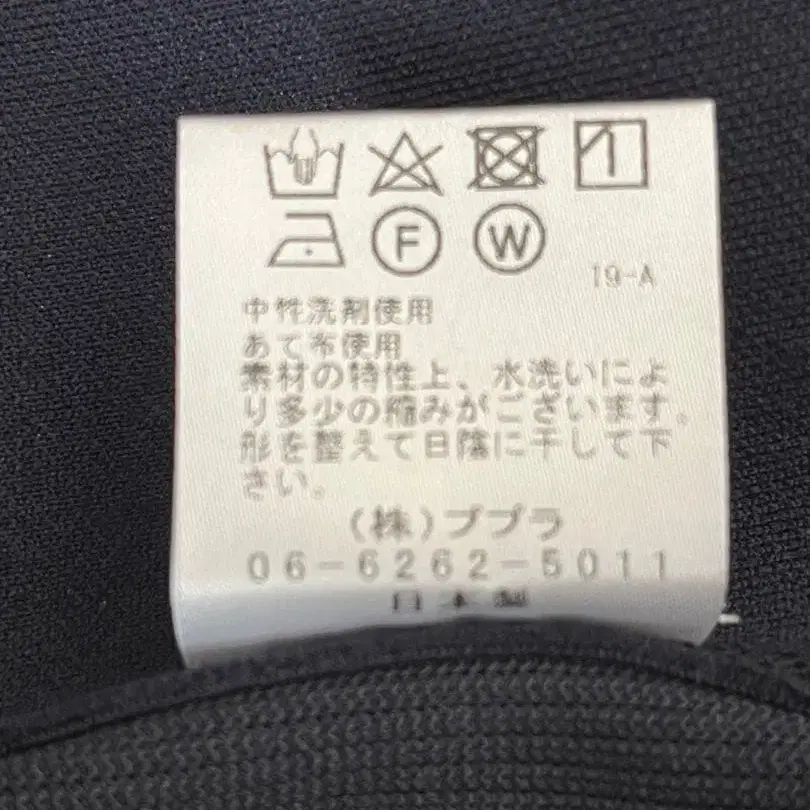 F W
19-A
中性洗剤使用
あて布使用
素材の特性上、水洗いによ
り多少の縮みがございます。
形を整えて日陰に干して下
さい。
(株)ププラ
06-6262-5011
日本製